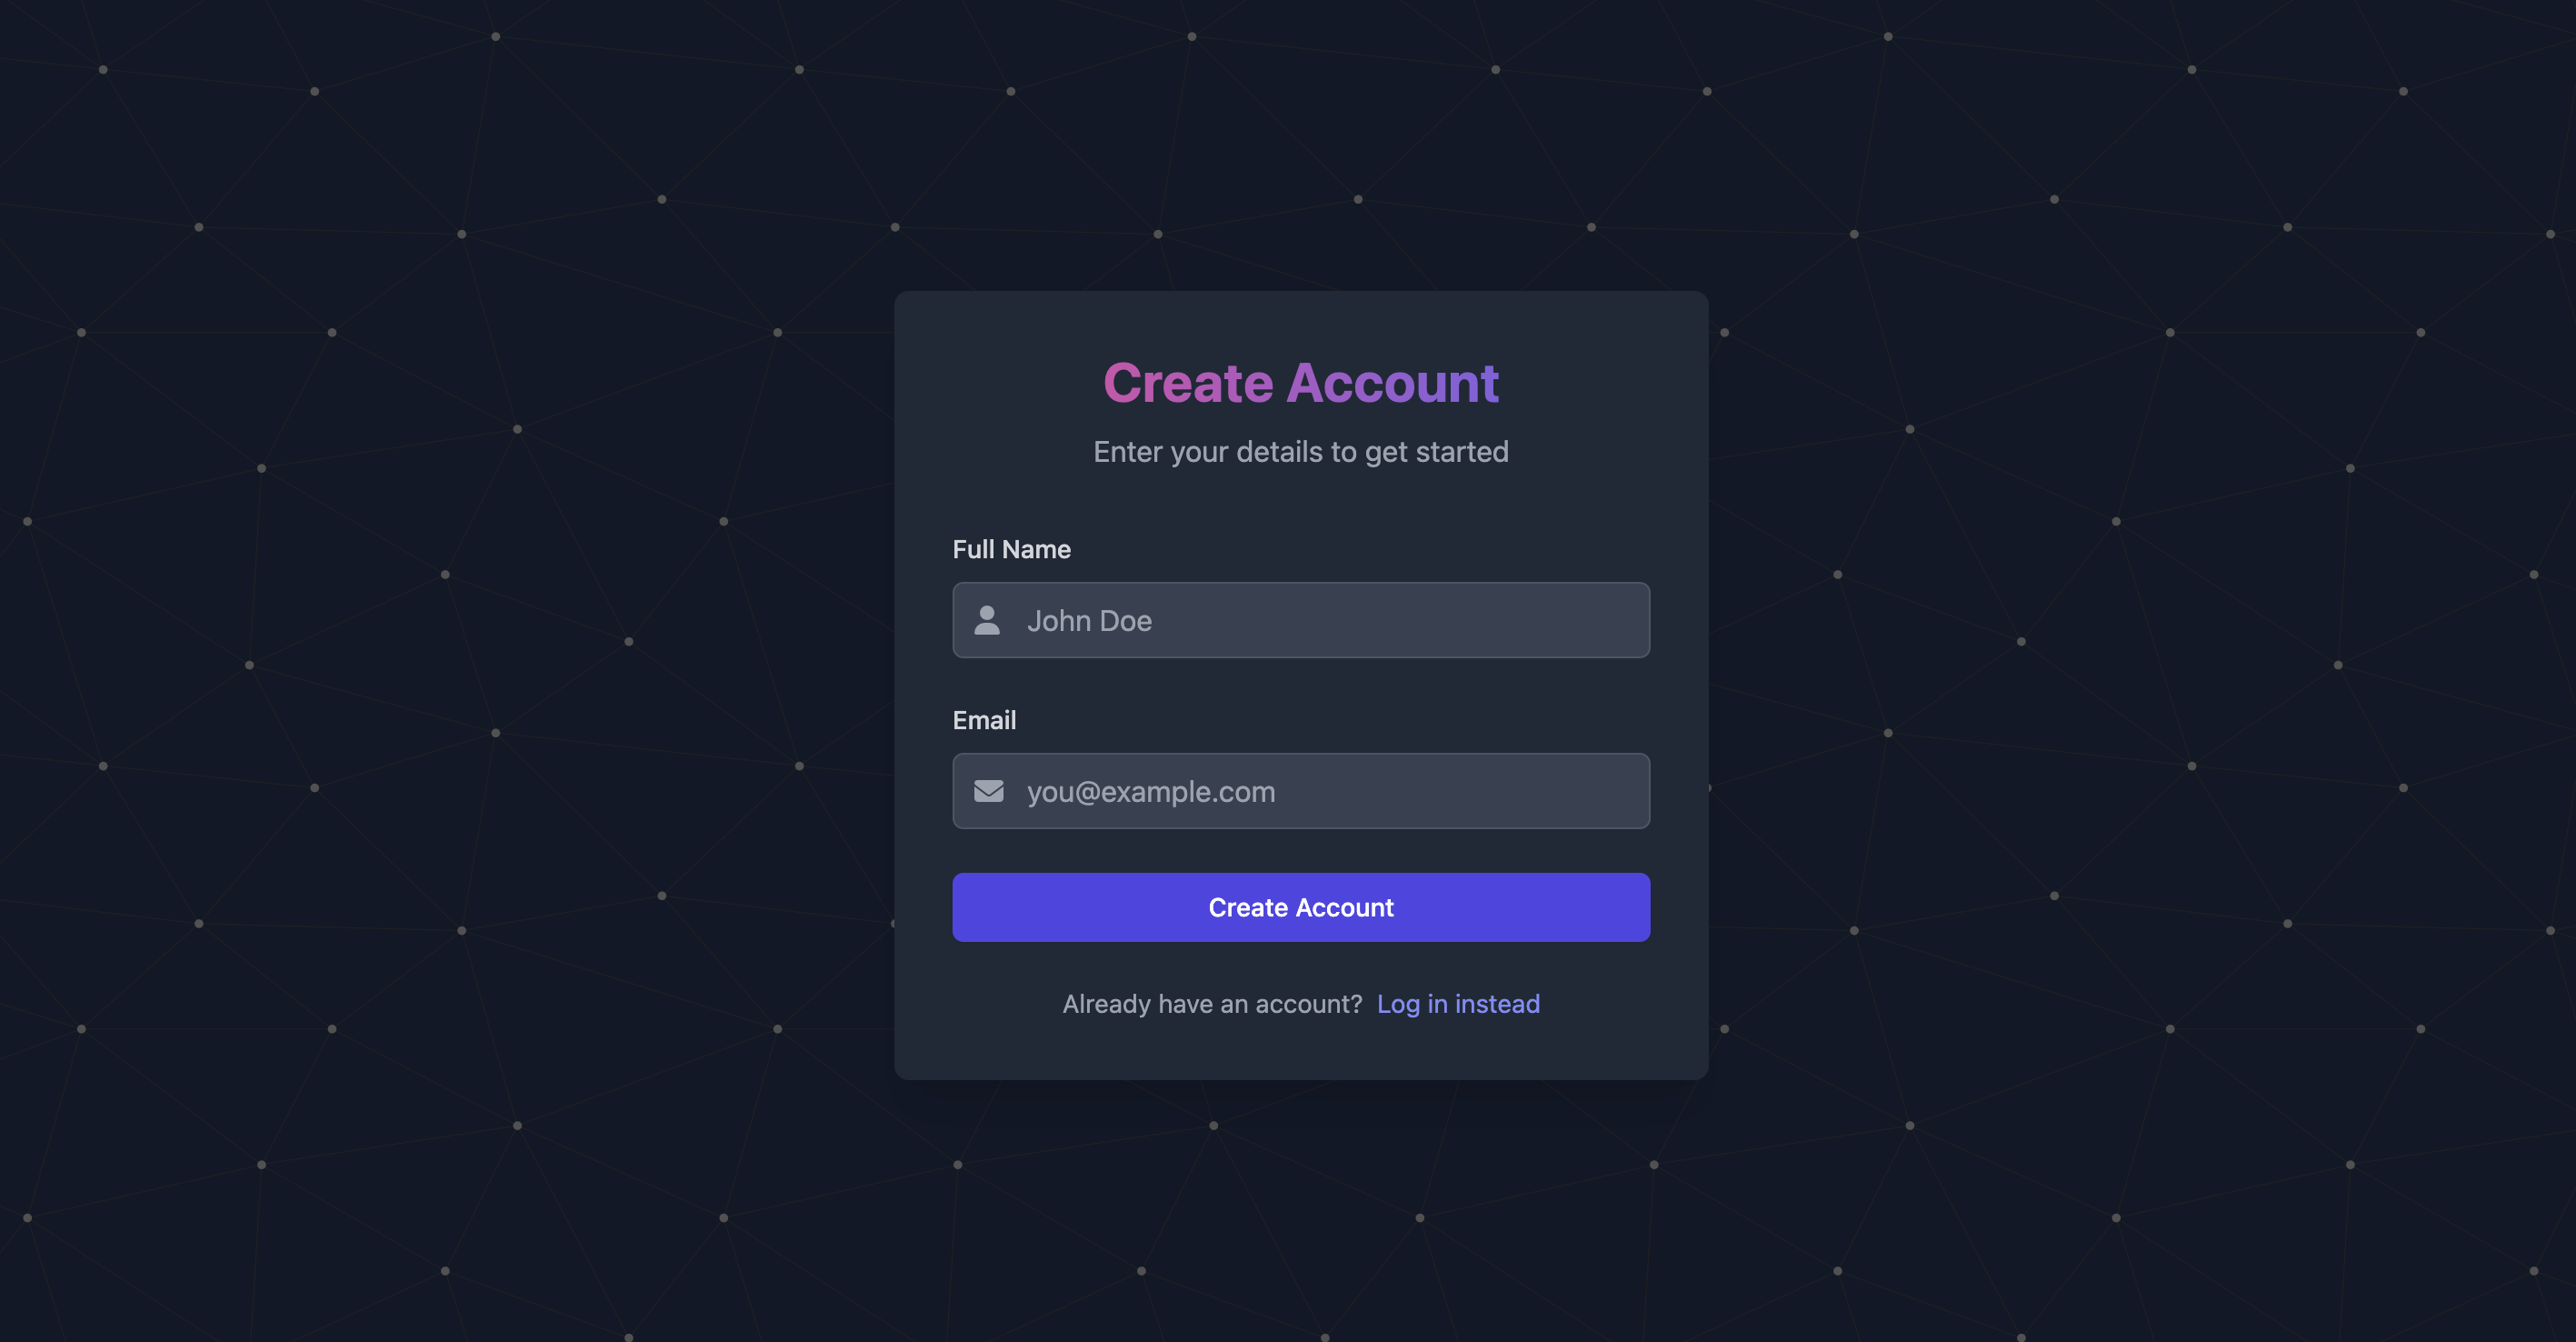 Create Account
Enter your details to get started
Full Name
John Doe
Email
you@example.com
Create Account
Already have an account? Log in instead